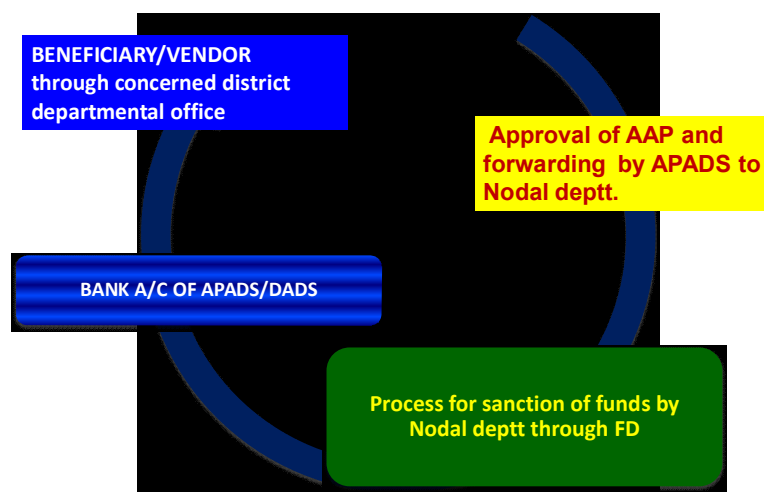 BENEFICIARY/VENDOR
through concerned district
departmental office
Approval of AAP and
forwarding by APADS to
Nodal deptt.
BANK A/C OF APADS/DADS
Process for sanction of funds by
Nodal deptt through FD